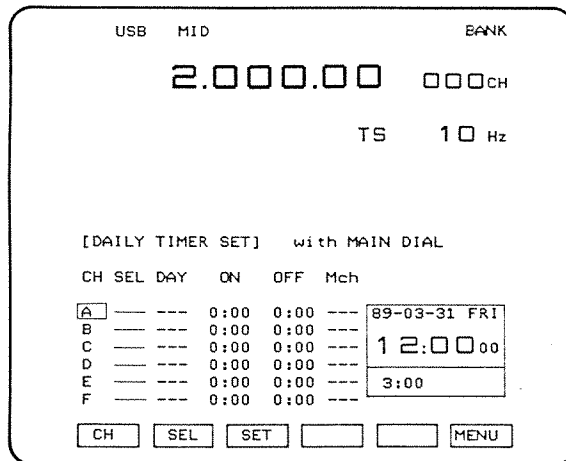 USB MID BANK
2.000.00 000CH
TS 10 Hz
[DAILY TIMER SET] with MAIN DIAL
CH SEL DAY ON OFF Mch
A —— --- 0:00 0:00 --- 89-03-31 FRI
B —— --- 0:00 0:00 ---
C —— --- 0:00 0:00 --- 12:00 00
D —— --- 0:00 0:00 ---
E —— --- 0:00 0:00 --- 3:00
F —— --- 0:00 0:00 ---
CH SEL SET MENU